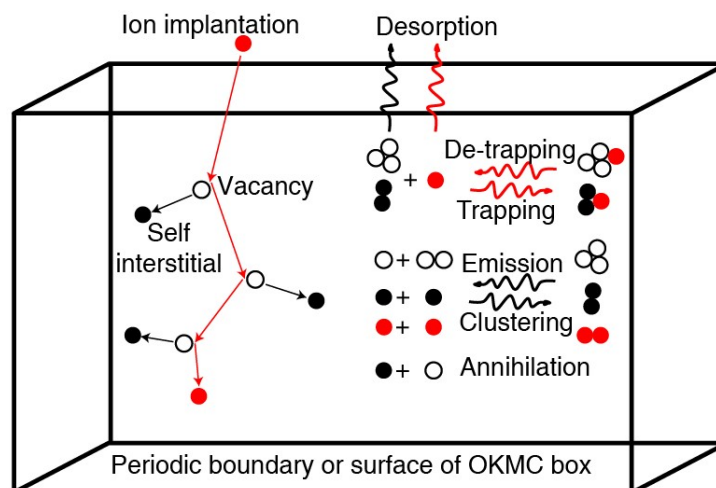 Ion implantation
Desorption
Vacancy
Self
interstitial
+
De-trapping
Trapping
+
Emission
+
+
Clustering
+
Annihilation
Periodic boundary or surface of OKMC box